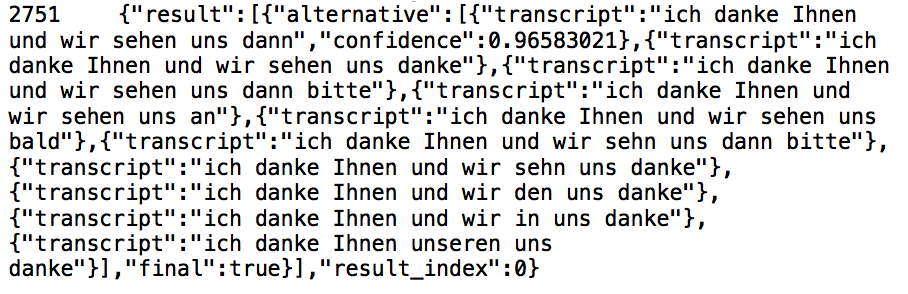 2751    {"result":[{"alternative":[{"transcript":"ich danke Ihnen
und wir sehen uns dann","confidence":0.96583021},{"transcript":"ich
danke Ihnen und wir sehen uns danke"},{"transcript":"ich danke Ihnen
und wir sehen uns dann bitte"},{"transcript":"ich danke Ihnen und
wir sehen uns an"},{"transcript":"ich danke Ihnen und wir sehen uns
bald"},{"transcript":"ich danke Ihnen und wir sehn uns dann bitte"},
{"transcript":"ich danke Ihnen und wir sehn uns danke"},
{"transcript":"ich danke Ihnen und wir den uns danke"},
{"transcript":"ich danke Ihnen und wir in uns danke"},
{"transcript":"ich danke Ihnen unseren uns
danke"}],"final":true}],"result_index":0}